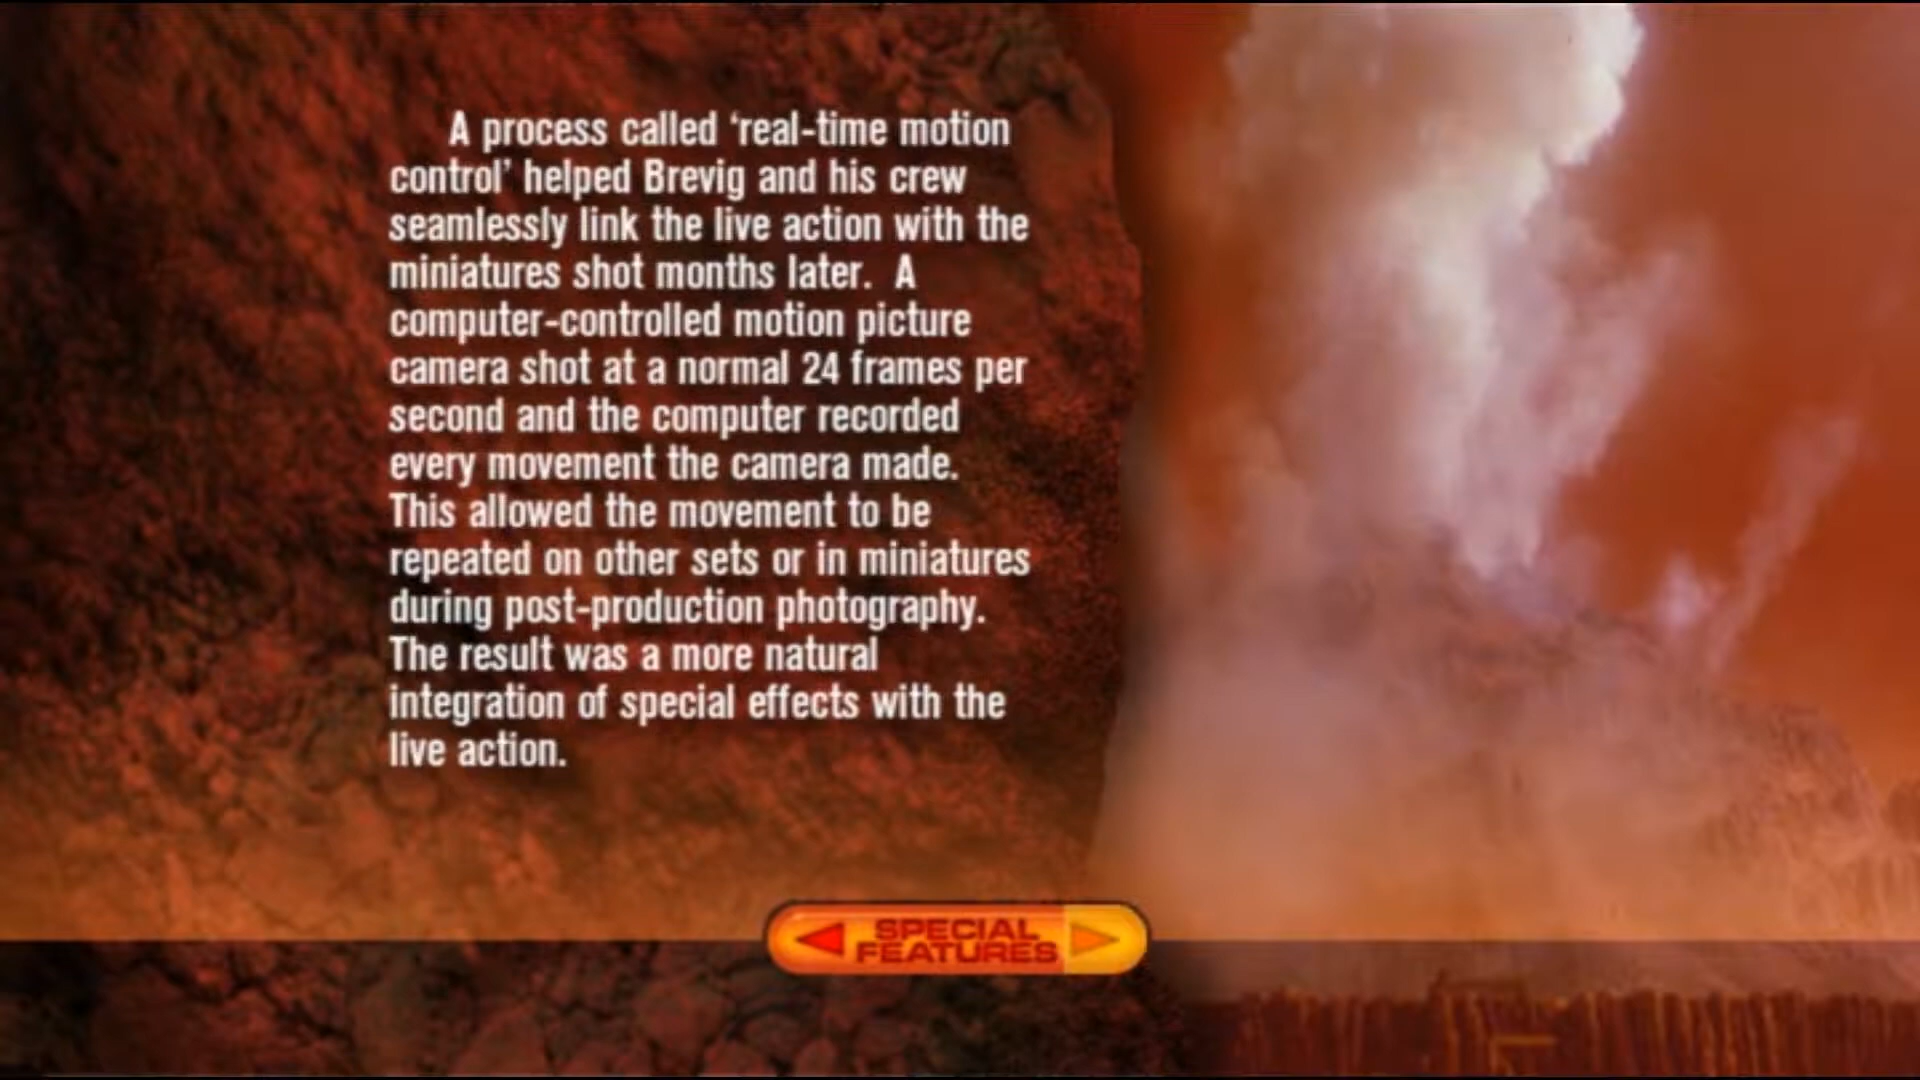 A process called ‘real-time motion
control’ helped Brevig and his crew
seamlessly link the live action with the
miniatures shot months later.  A
computer-controlled motion picture
camera shot at a normal 24 frames per
second and the computer recorded
every movement the camera made.
This allowed the movement to be
repeated on other sets or in miniatures
during post-production photography.
The result was a more natural
integration of special effects with the
live action.
SPECIAL
FEATURES